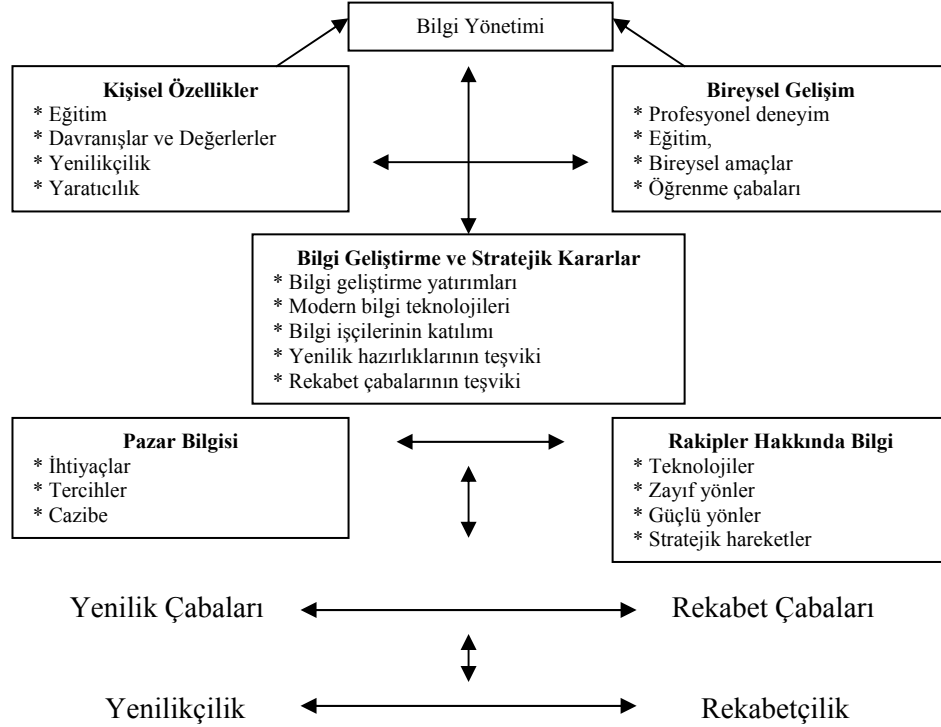 Bilgi Yönetimi
Kişisel Özellikler
* Eğitim
* Davranışlar ve Değerlerler
* Yenilikçilik
* Yaratıcılık
Bireysel Gelişim
* Profesyonel deneyim
* Eğitim,
* Bireysel amaçlar
* Öğrenme çabaları
Bilgi Geliştirme ve Stratejik Kararlar
* Bilgi geliştirme yatırımları
* Modern bilgi teknolojileri
* Bilgi işçilerinin katılımı
* Yenilik hazırlıklarının teşviki
* Rekabet çabalarının teşviki
Pazar Bilgisi
* İhtiyaçlar
* Tercihler
* Cazibe
Rakipler Hakkında Bilgi
* Teknolojiler
* Zayıf yönler
* Güçlü yönler
* Stratejik hareketler
Yenilik Çabaları
Rekabet Çabaları
Yenilikçilik
Rekabetçilik